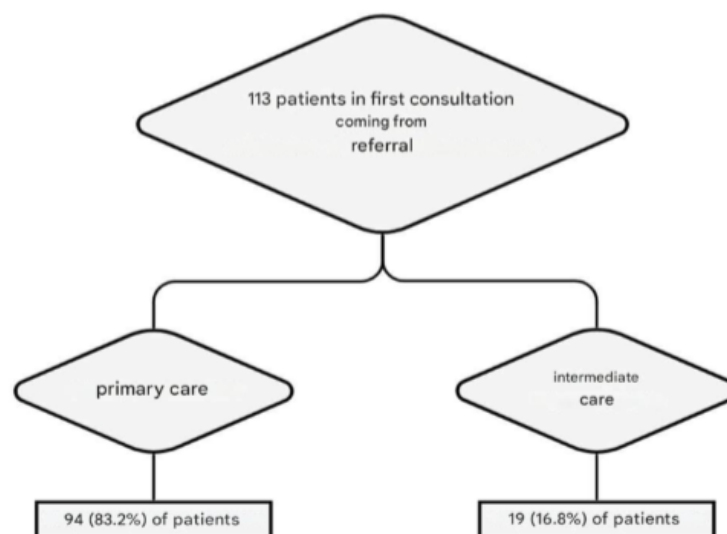 113 patients in first consultation
coming from
referral
primary care
intermediate
care
94 (83.2%) of patients
19 (16.8%) of patients